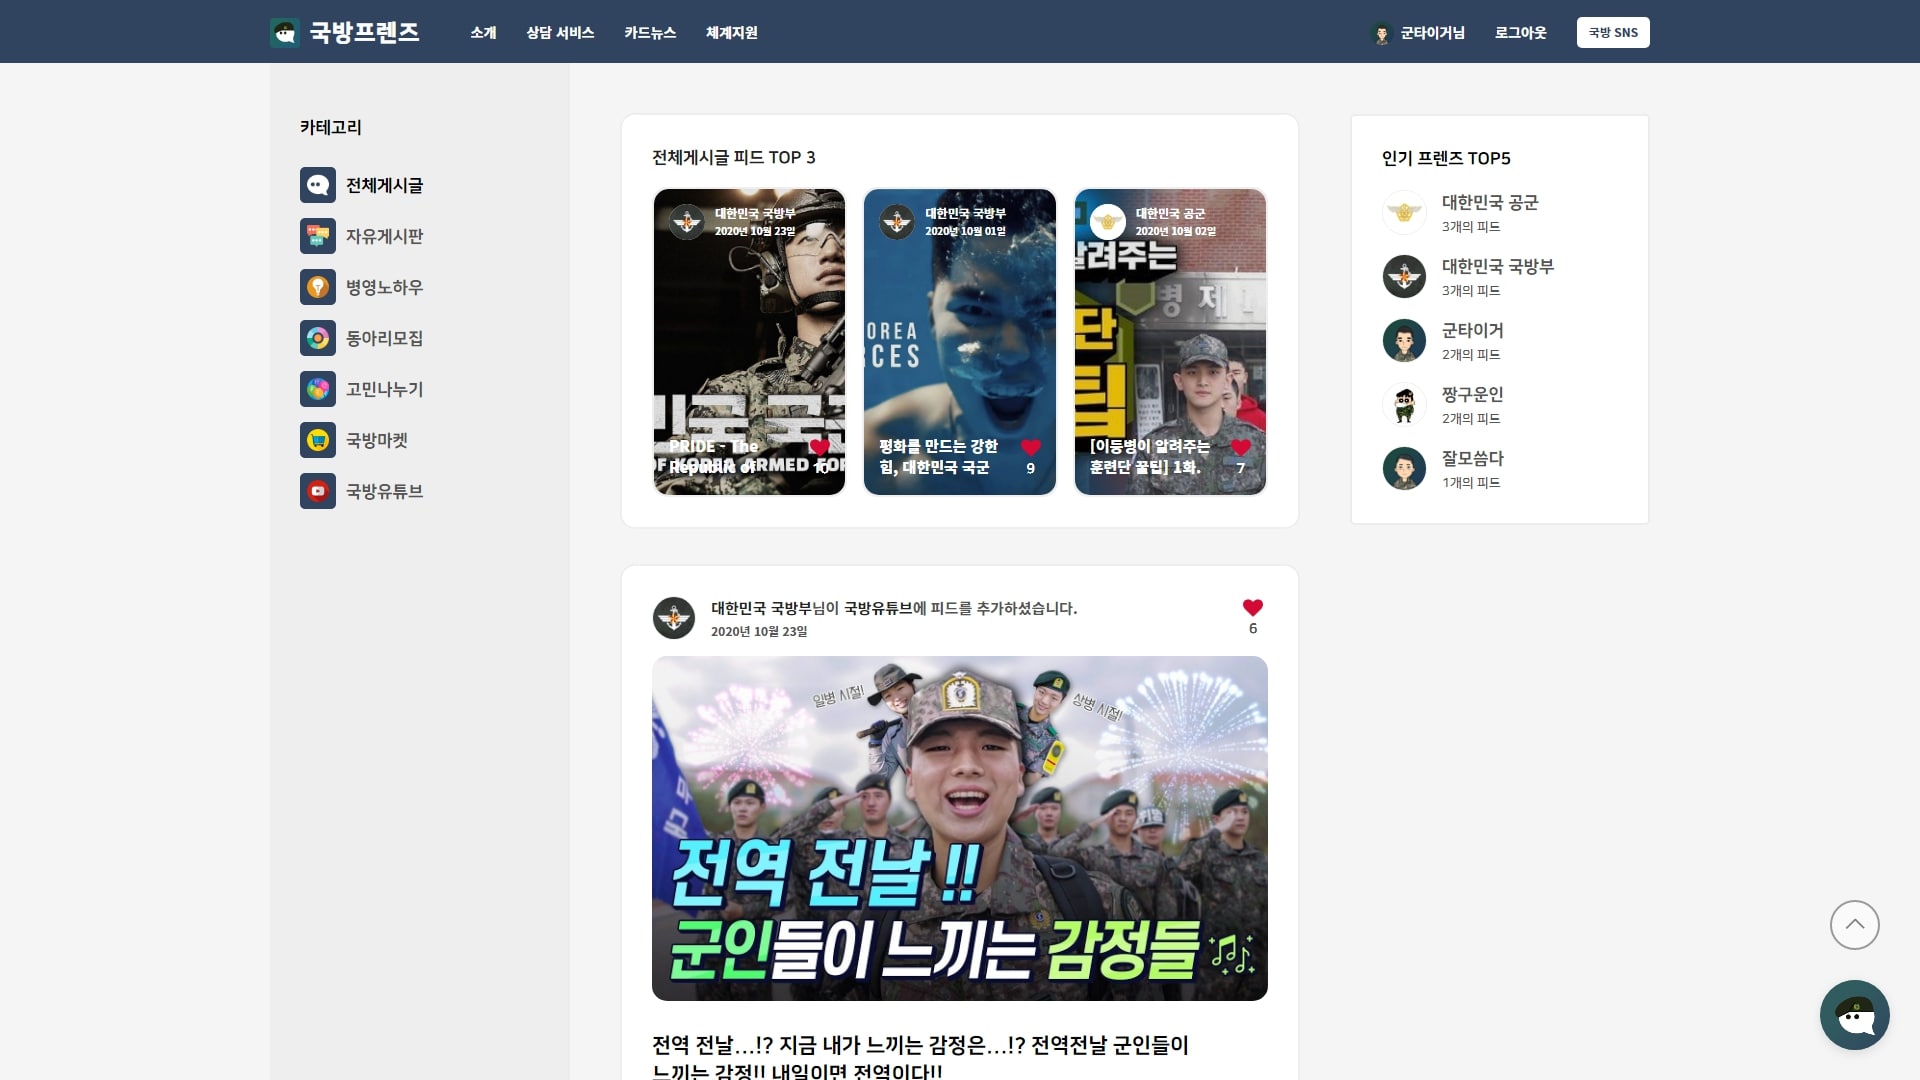 국방프렌즈
소개
상담 서비스
카드뉴스
체계지원
군타이거님
로그아웃
국방 SNS
카테고리
전체게시글
자유게시판
병영노하우
동아리모집
고민나누기
국방마켓
국방유튜브
전체게시글 피드 TOP 3
대한민국 국방부
2020년 10월 23일
PRIDE - The
Republic of
OF KOREA ARMED FOR
10
대한민국 국방부
2020년 10월 01일
OREA
RCES
평화를 만드는 강한
힘, 대한민국 국군
9
대한민국 공군
2020년 10월 02일
알려주는
병 제
단
팁
[이등병이 알려주는
훈련단 꿀팁] 1화.
7
대한민국 국방부님이 국방유튜브에 피드를 추가하셨습니다.
2020년 10월 23일
6
일병 시절!
상병 시절!
전역 전날 !!
군인들이 느끼는 감정들
전역 전날...!? 지금 내가 느끼는 감정은...!? 전역전날 군인들이
느끼는 감정!! 내일이면 전역이다!!
인기 프렌즈 TOP5
대한민국 공군
3개의 피드
대한민국 국방부
3개의 피드
군타이거
2개의 피드
짱구운인
2개의 피드
잘모씀다
1개의 피드